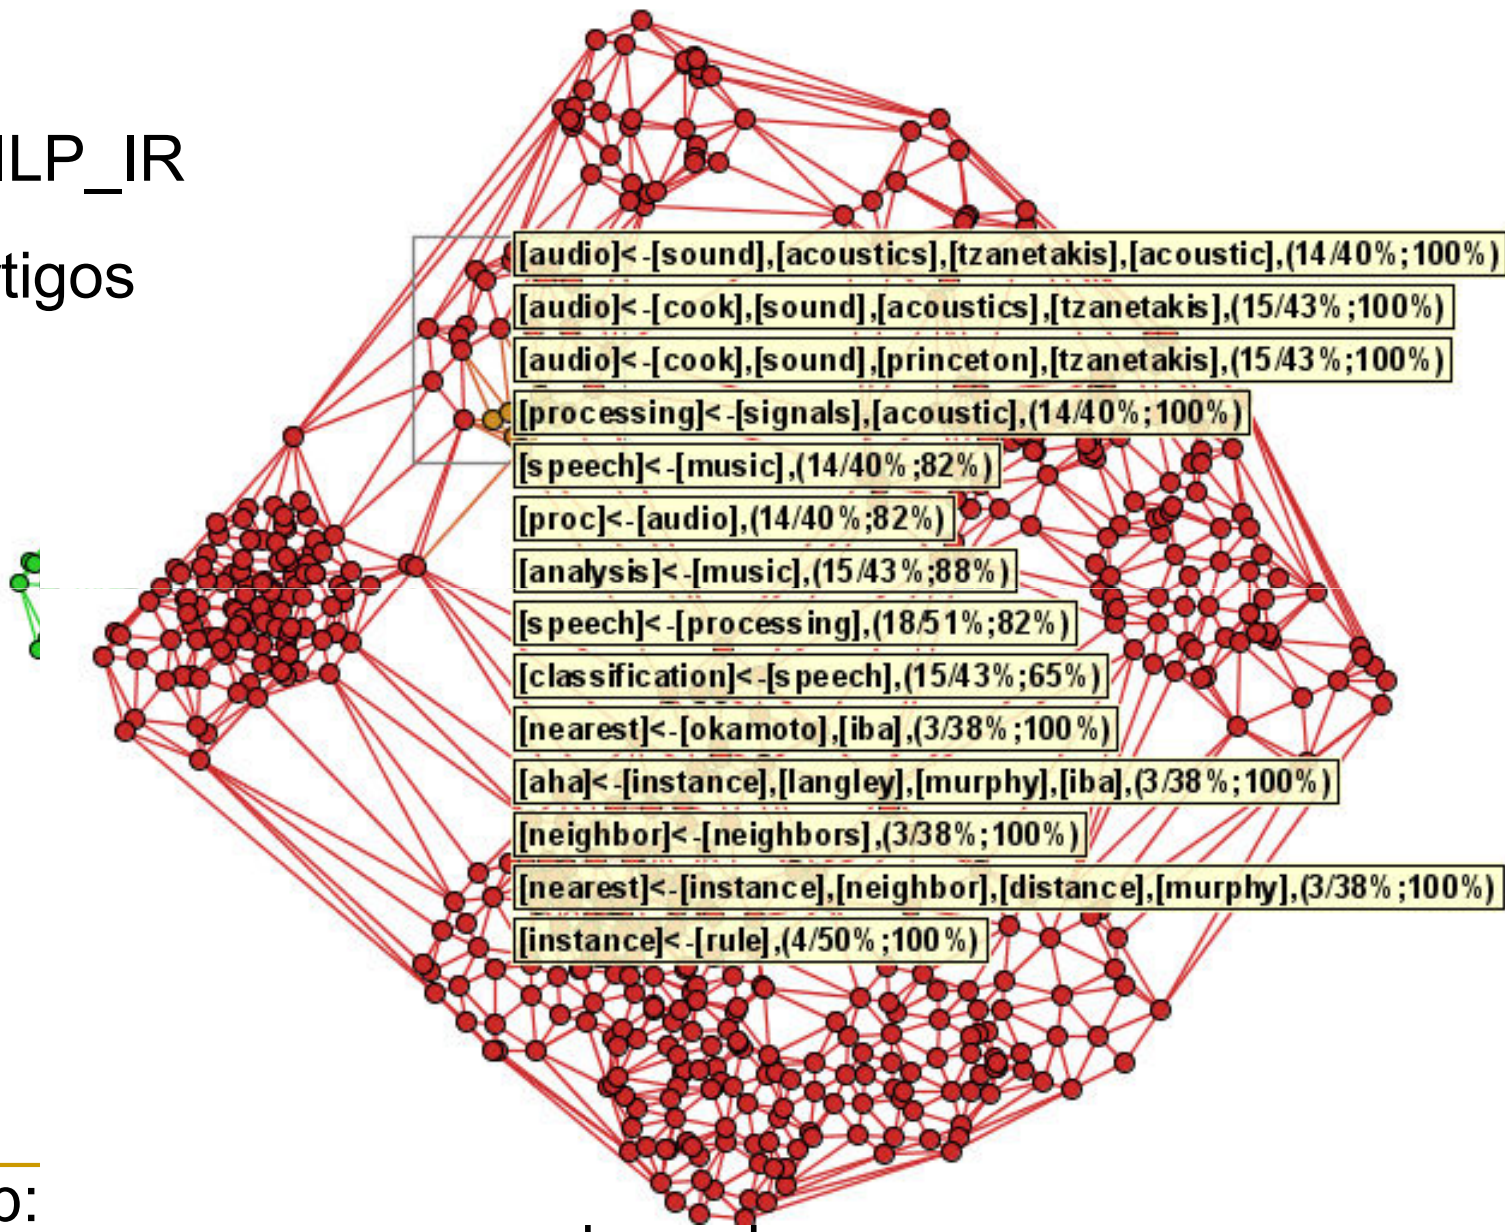 ILP_IR
tigos
[audio]<-[sound],[acoustics],[tzanetakis],[acoustic],(14/40%;100%)
[audio]<-[cook],[sound],[acoustics],[tzanetakis],(15/43%;100%)
[audio]<-[cook],[sound],[princeton],[tzanetakis],(15/43%;100%)
[processing]<-[signals],[acoustic],(14/40%;100%)
[speech]<-[music],(14/40%;82%)
[proc]<-[audio],(14/40%;82%)
[analysis]<-[music],(15/43%;88%)
[speech]<-[processing],(18/51%;82%)
[classification]<-[speech],(15/43%;65%)
[nearest]<-[okamoto],[iba],(3/38%;100%)
[aha]<-[instance],[langley],[murphy],[iba],(3/38%;100%)
[neighbor]<-[neighbors],(3/38%;100%)
[nearest]<-[instance],[neighbor],[distance],[murphy],(3/38%;100%)
[instance]<-[rule],(4/50%;100%)
o: